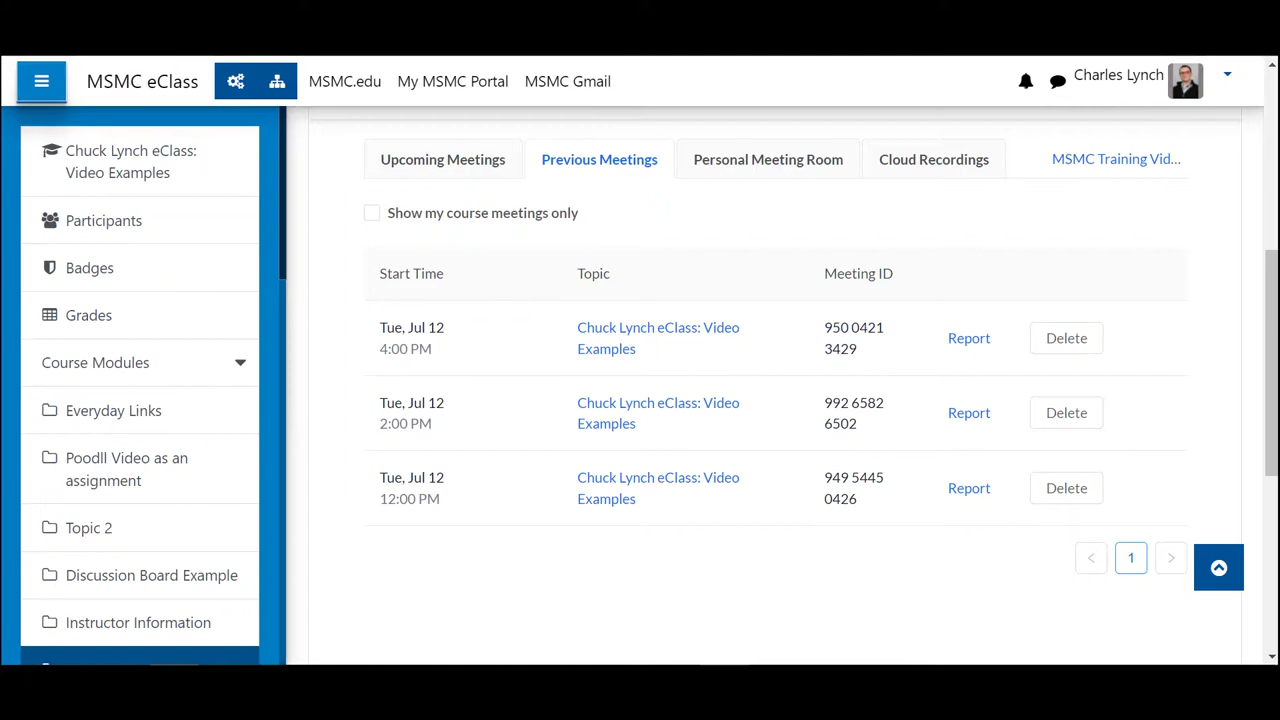 MSMC eClass
MSMC.edu
My MSMC Portal
MSMC Gmail
Charles Lynch
Chuck Lynch eClass:
Video Examples
Participants
Badges
Grades
Course Modules
Everyday Links
Poodll Video as an
assignment
Topic 2
Discussion Board Example
Instructor Information
Upcoming Meetings
Previous Meetings
Personal Meeting Room
Cloud Recordings
MSMC Training Vid...
Show my course meetings only
Start Time
Topic
Meeting ID
Tue, Jul 12
4:00 PM
Chuck Lynch eClass: Video
Examples
950 0421
3429
Report
Delete
Tue, Jul 12
2:00 PM
Chuck Lynch eClass: Video
Examples
992 6582
6502
Report
Delete
Tue, Jul 12
12:00 PM
Chuck Lynch eClass: Video
Examples
949 5445
0426
Report
Delete
1